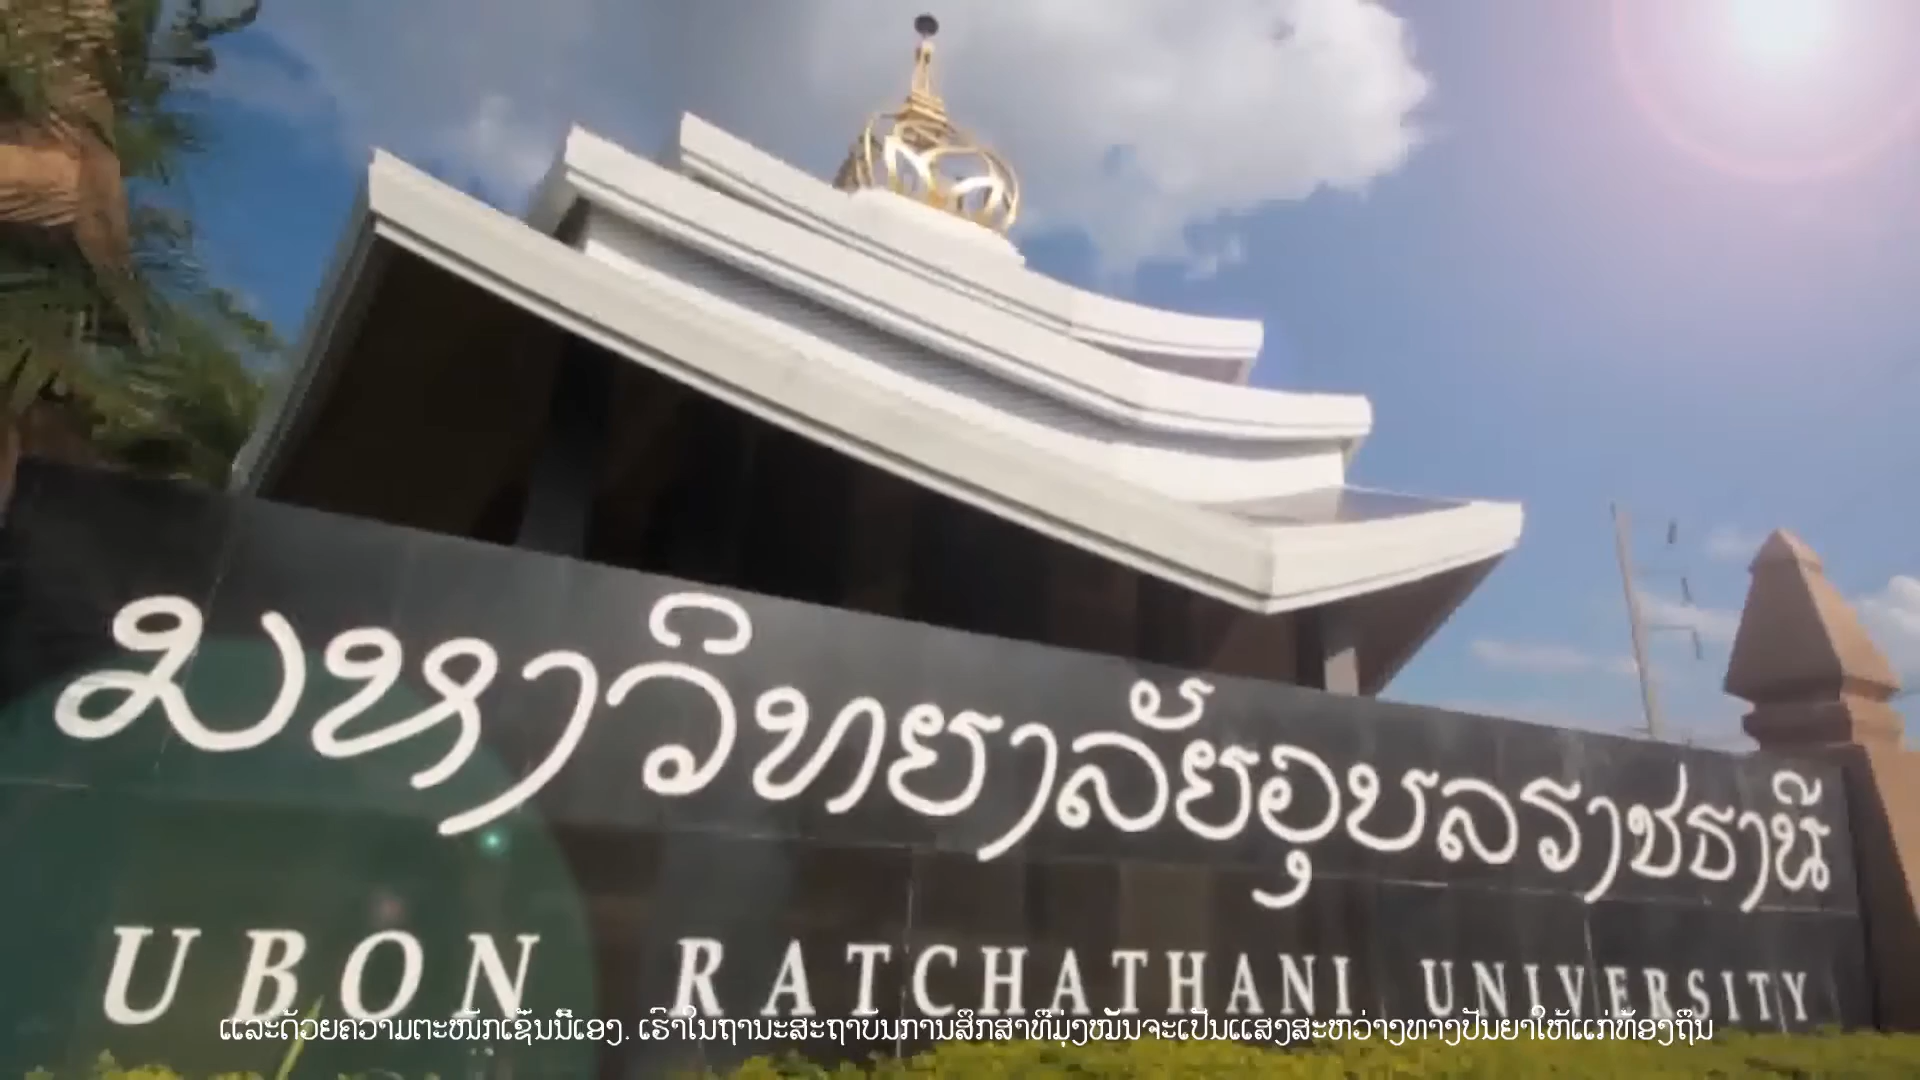 มหาวิทยาลัยอุบลราชธานี
UBON RATCHATHANI UNIVERSITY
ແລະດ້ວຍຄວາມຕະໜັກເຊັ່ນນີ້ເອງ. ເຮົາໃນຖານະສະຖາບັນການສຶກສາທີ່ມຸ່ງໝັ້ນຈະເປັນແສງສະຫວ່າງທາງປັນຍາໃຫ້ແກ່ທ້ອງຖິ່ນ